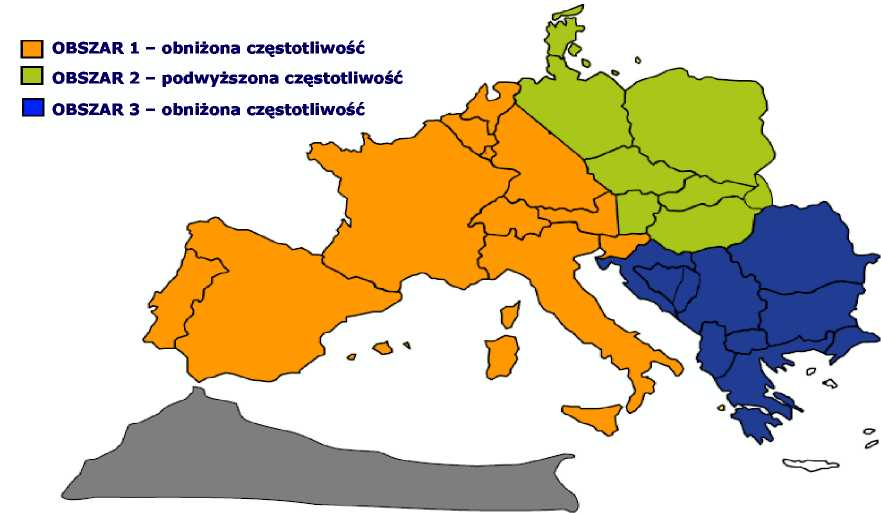 OBSZAR 1 – obniżona częstotliwość
OBSZAR 2 – podwyższona częstotliwość
OBSZAR 3 – obniżona częstotliwość